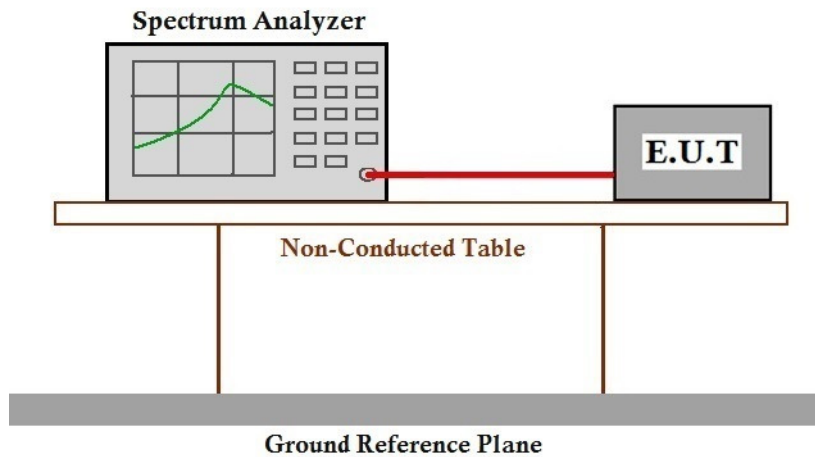 Spectrum Analyzer
E.U.T
Non-Conducted Table
Ground Reference Plane